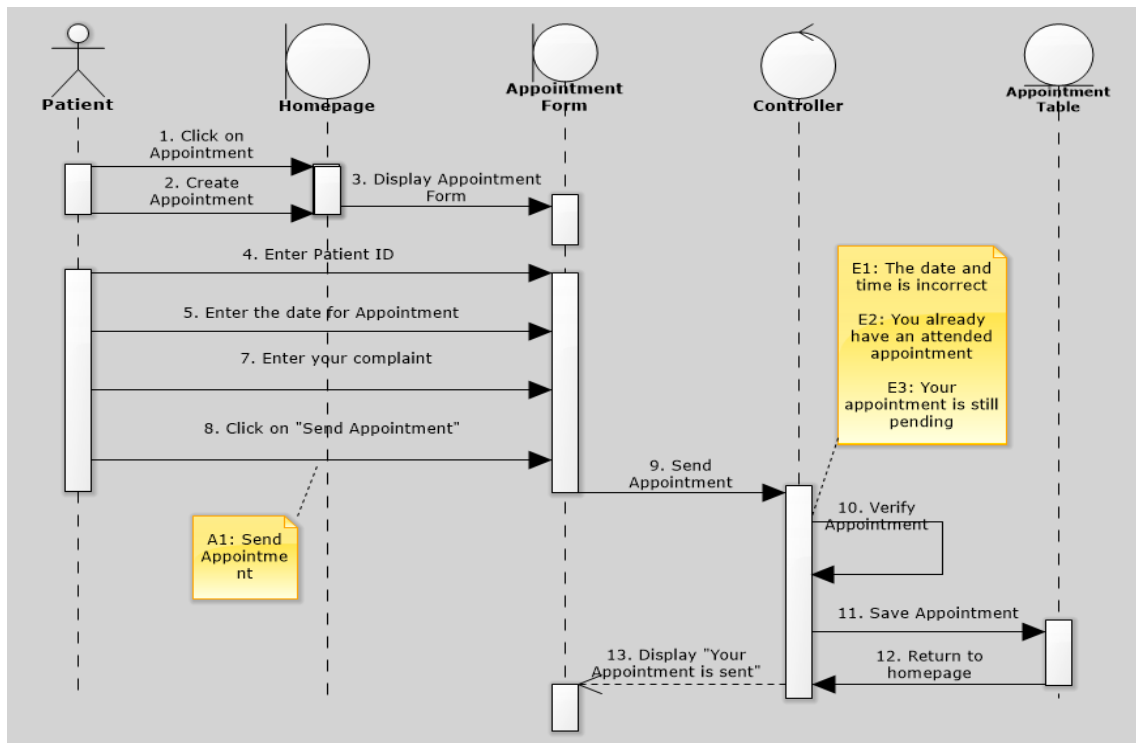 Patient
Homepage
Appointment
Form
Controller
Appointment
Table
1. Click on
Appointment
2. Create
Appointment
3. Display Appointment
Form
4. Enter Patient ID
5. Enter the date for Appointment
7. Enter your complaint
8. Click on "Send Appointment"
E1: The date and
time is incorrect
E2: You already
have an attended
appointment
E3: Your
appointment is still
pending
9. Send
Appointment
10. Verify
Appointment
A1: Send
Appointme
nt
11. Save Appointment
12. Return to
homepage
13. Display "Your
Appointment is sent"